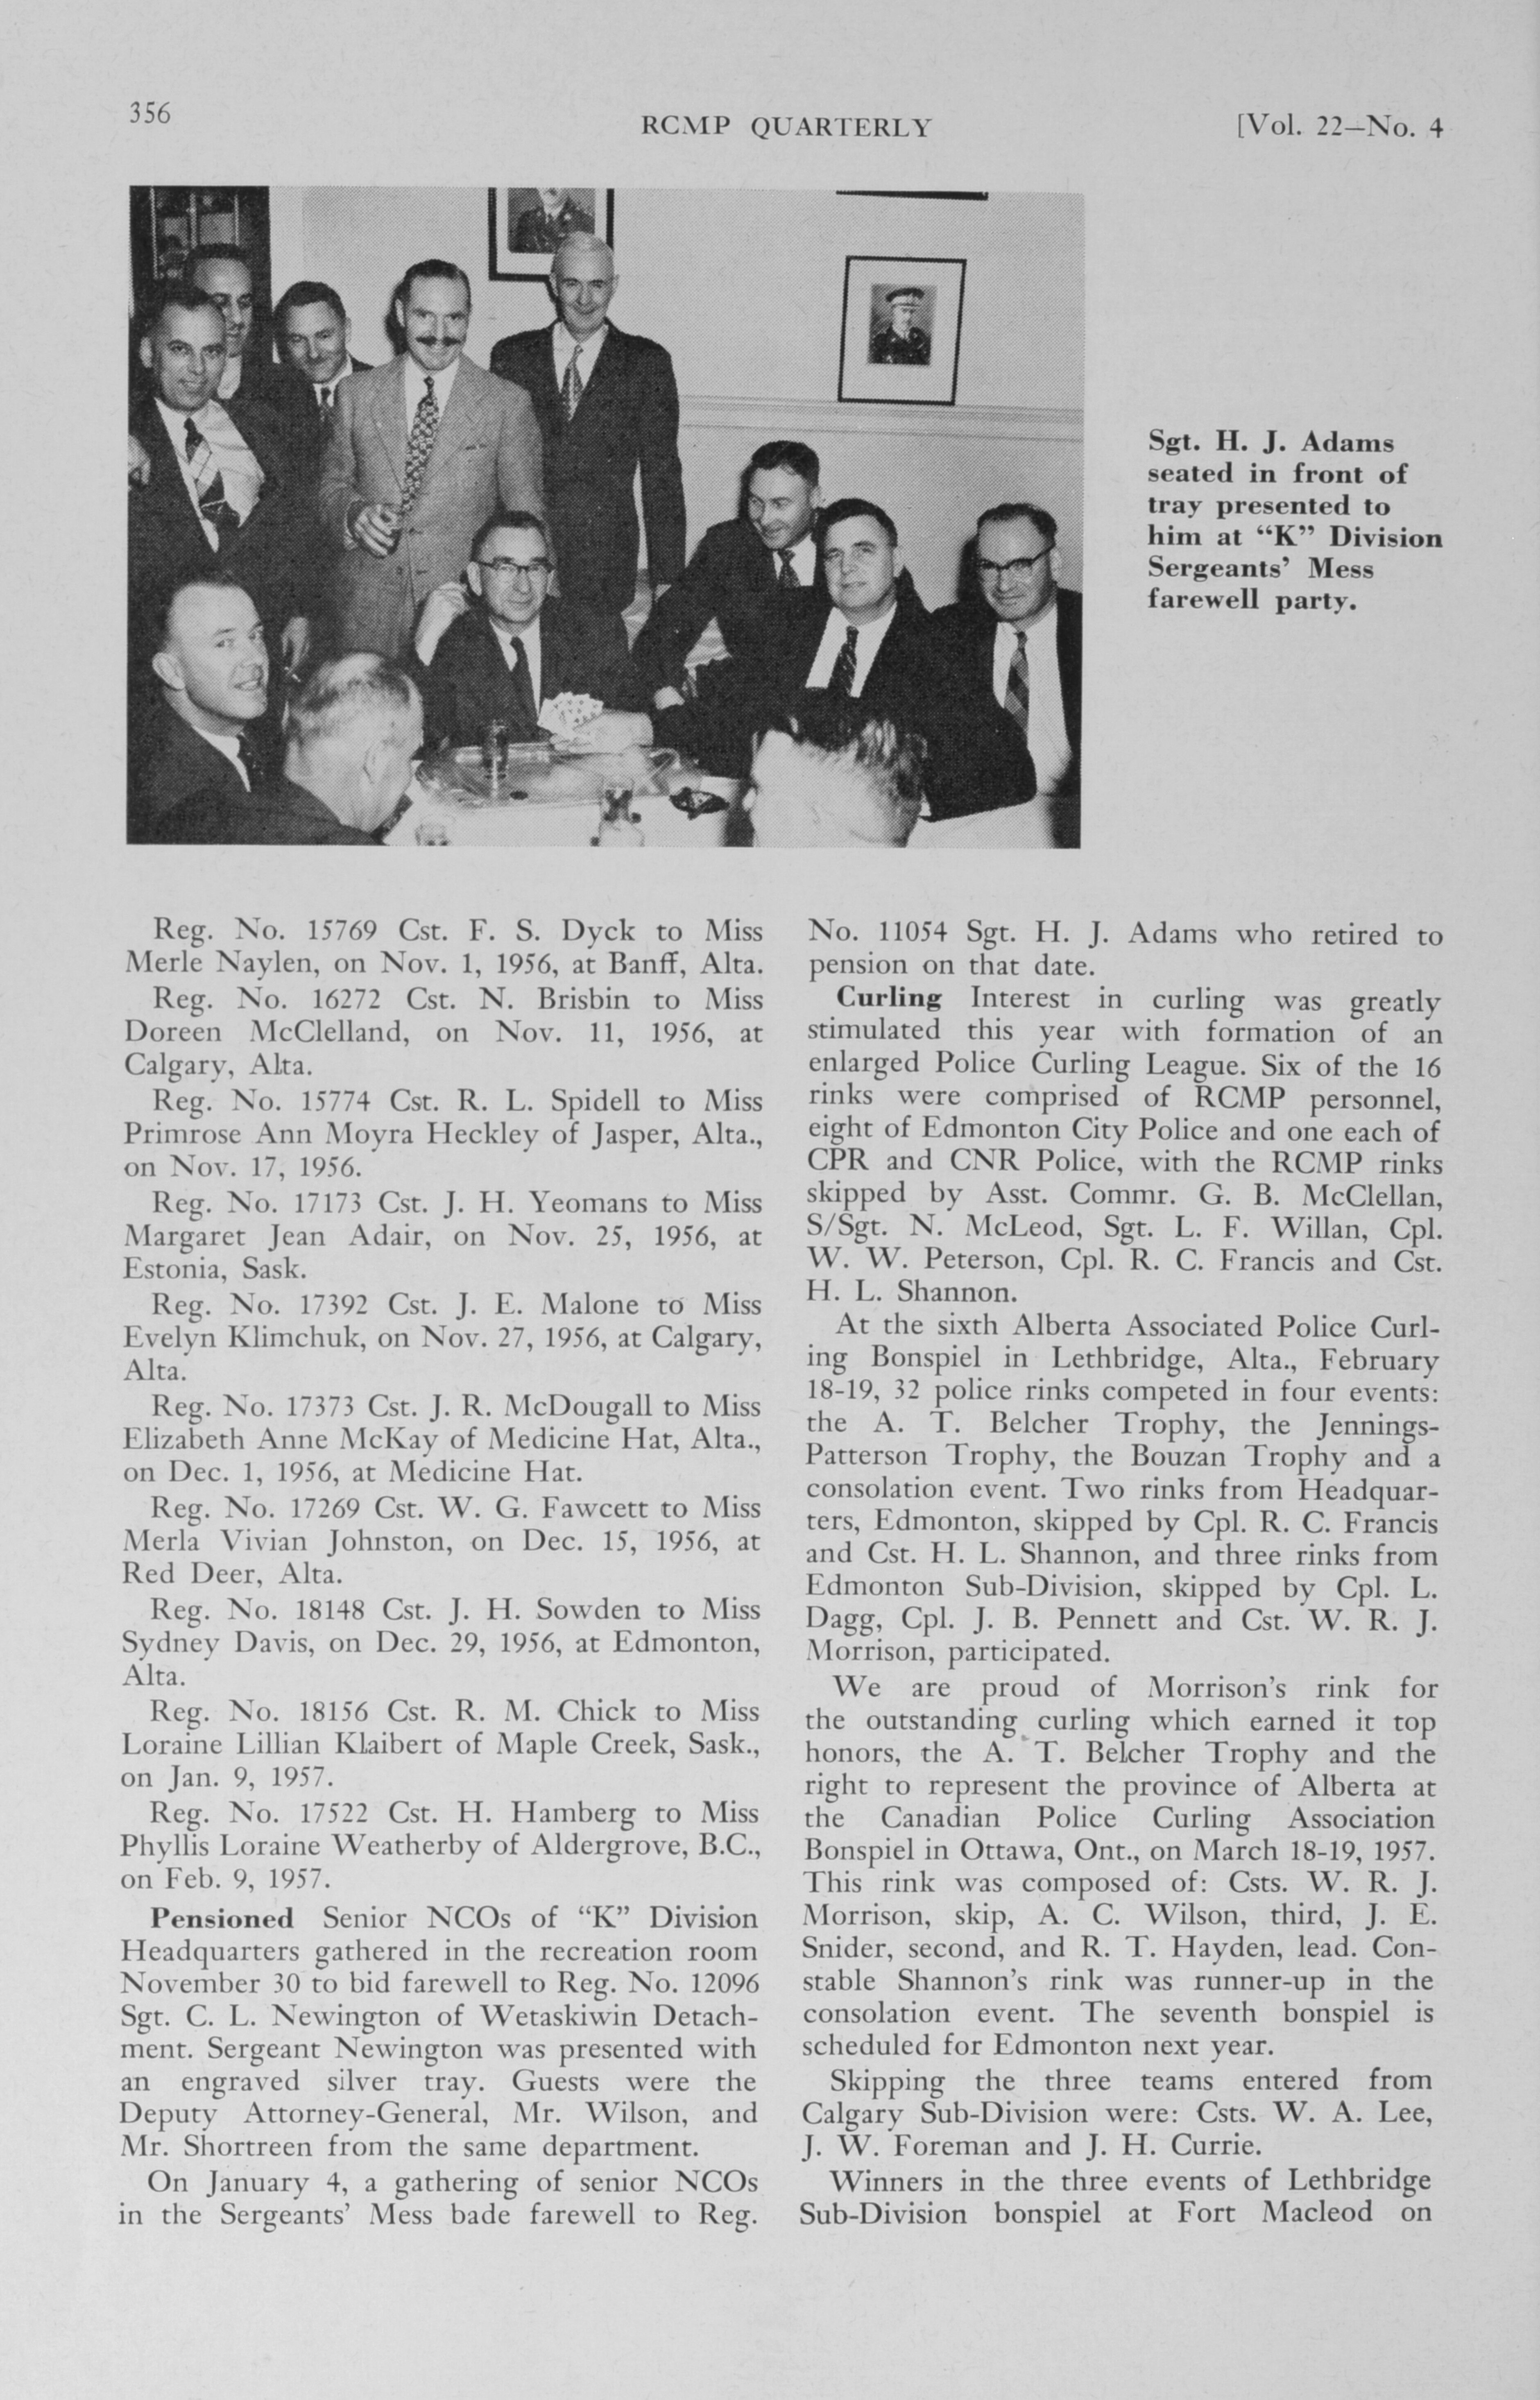 356
RCMP QUARTERLY
[Vol. 22—No. 4
Sgt. H. J. Adams
seated in front of
tray presented to
him at “K” Division
Sergeants’ Mess
farewell party.
Reg. No. 15769 Cst. F. S. Dyck to Miss
Merle Naylen, on Nov. 1, 1956, at Banff, Alta.
Reg. No. 16272 Cst. N. Brisbin to Miss
Doreen McClelland, on Nov. 11, 1956, at
Calgary, Alta.
Reg. No. 15774 Cst. R. L. Spidell to Miss
Primrose Ann Moyra Heckley of Jasper, Alta.,
on Nov. 17, 1956.
Reg. No. 17173 Cst. J. H. Yeomans to Miss
Margaret Jean Adair, on Nov. 25, 1956, at
Estonia, Sask.
Reg. No. 17392 Cst. J. E. Malone to Miss
Evelyn Klimchuk, on Nov. 27, 1956, at Calgary,
Alta.
Reg. No. 17373 Cst. J. R. McDougall to Miss
Elizabeth Anne McKay of Medicine Hat, Alta.,
on Dec. 1, 1956, at Medicine Hat.
Reg. No. 17269 Cst. W. G. Fawcett to Miss
Merla Vivian Johnston, on Dec. 15, 1956, at
Red Deer, Alta.
Reg. No. 18148 Cst. J. H. Sowden to Miss
Sydney Davis, on Dec. 29, 1956, at Edmonton,
Alta.
Reg. No. 18156 Cst. R. M. Chick to Miss
Loraine Lillian Klaibert of Maple Creek, Sask.,
on Jan. 9, 1957.
Reg. No. 17522 Cst. H. Hamberg to Miss
Phyllis Loraine Weatherby of Aldergrove, B.C.,
on Feb. 9, 1957.
Pensioned Senior NCOs of “K” Division
Headquarters gathered in the recreation room
November 30 to bid farewell to Reg. No. 12096
Sgt. C. L. Newington of Wetaskiwin Detach-
ment. Sergeant Newington was presented with
an engraved silver tray. Guests were the
Deputy Attorney-General, Mr. Wilson, and
Mr. Shortreen from the same department.
On January 4, a gathering of senior NCOs
in the Sergeants’ Mess bade farewell to Reg.
No. 11054 Sgt. H. J. Adams who retired to
pension on that date.
Curling Interest in curling was greatly
stimulated this year with formation of an
enlarged Police Curling League. Six of the 16
rinks were comprised of RCMP personnel,
eight of Edmonton City Police and one each of
CPR and CNR Police, with the RCMP rinks
skipped by Asst. Commr. G. B. McClellan,
S/Sgt. N. McLeod, Sgt. L. F. Willan, Cpl.
W. W. Peterson, Cpl. R. C. Francis and Cst.
H. L. Shannon.
At the sixth Alberta Associated Police Curl-
ing Bonspiel in Lethbridge, Alta., February
18-19, 32 police rinks competed in four events:
the A. T. Belcher Trophy, the Jennings-
Patterson Trophy, the Bouzan Trophy and a
consolation event. Two rinks from Headquar-
ters, Edmonton, skipped by Cpl. R. C. Francis
and Cst. H. L. Shannon, and three rinks from
Edmonton Sub-Division, skipped by Cpl. L.
Dagg, Cpl. J. B. Pennett and Cst. W. R. J.
Morrison, participated.
We are proud of Morrison’s rink for
the outstanding curling which earned it top
honors, the A. T. Belcher Trophy and the
right to represent the province of Alberta at
the Canadian Police Curling Association
Bonspiel in Ottawa, Ont., on March 18-19, 1957.
This rink was composed of: Csts. W. R. J.
Morrison, skip, A. C. Wilson, third, J. E.
Snider, second, and R. T. Hayden, lead. Con-
stable Shannon’s rink was runner-up in the
consolation event. The seventh bonspiel is
scheduled for Edmonton next year.
Skipping the three teams entered from
Calgary Sub-Division were: Csts. W. A. Lee,
J. W. Foreman and J. H. Currie.
Winners in the three events of Lethbridge
Sub-Division bonspiel at Fort Macleod on